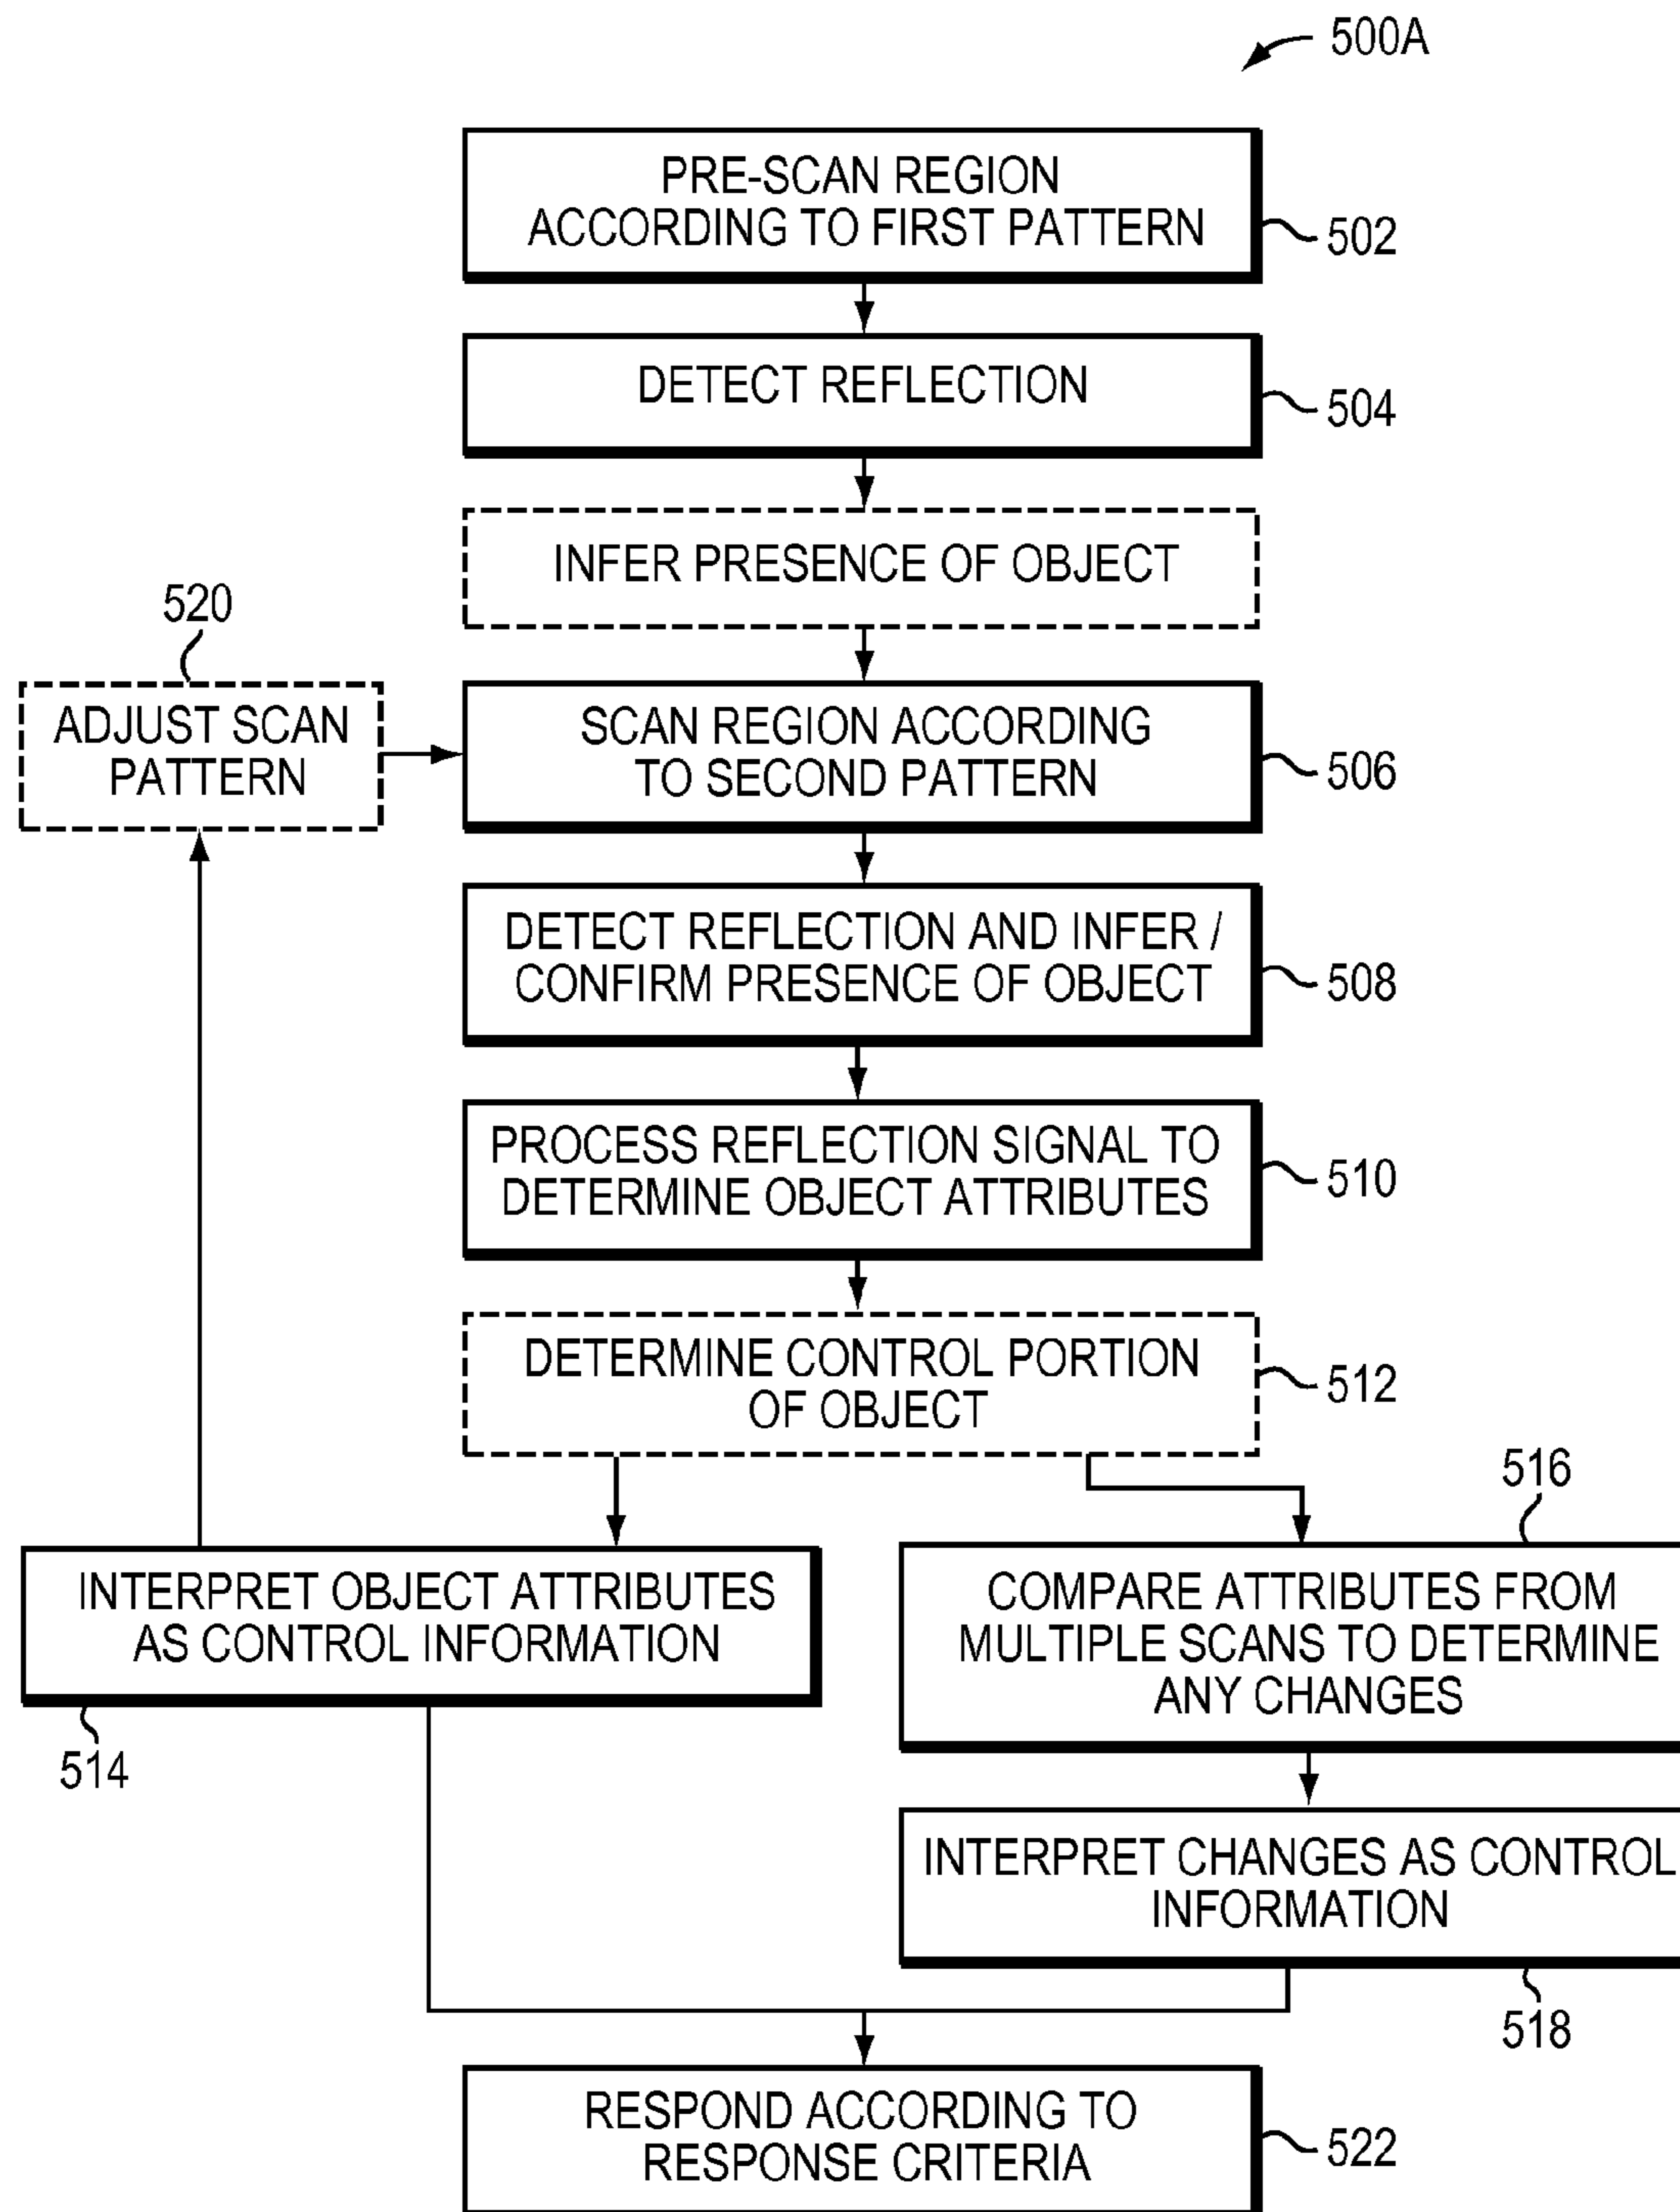 500A
PRE-SCAN REGION
ACCORDING TO FIRST PATTERN
502
DETECT REFLECTION
504
INFER PRESENCE OF OBJECT
520
ADJUST SCAN
PATTERN
SCAN REGION ACCORDING
TO SECOND PATTERN
506
DETECT REFLECTION AND INFER /
CONFIRM PRESENCE OF OBJECT
508
PROCESS REFLECTION SIGNAL TO
DETERMINE OBJECT ATTRIBUTES
510
DETERMINE CONTROL PORTION
OF OBJECT
512
INTERPRET OBJECT ATTRIBUTES
AS CONTROL INFORMATION
514
516
COMPARE ATTRIBUTES FROM
MULTIPLE SCANS TO DETERMINE
ANY CHANGES
INTERPRET CHANGES AS CONTROL
INFORMATION
518
RESPOND ACCORDING TO
RESPONSE CRITERIA
522